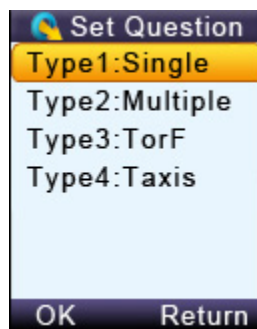 Set Question
Type1:Single
Type2:Multiple
Type3:TorF
Type4:Taxis
OK Return